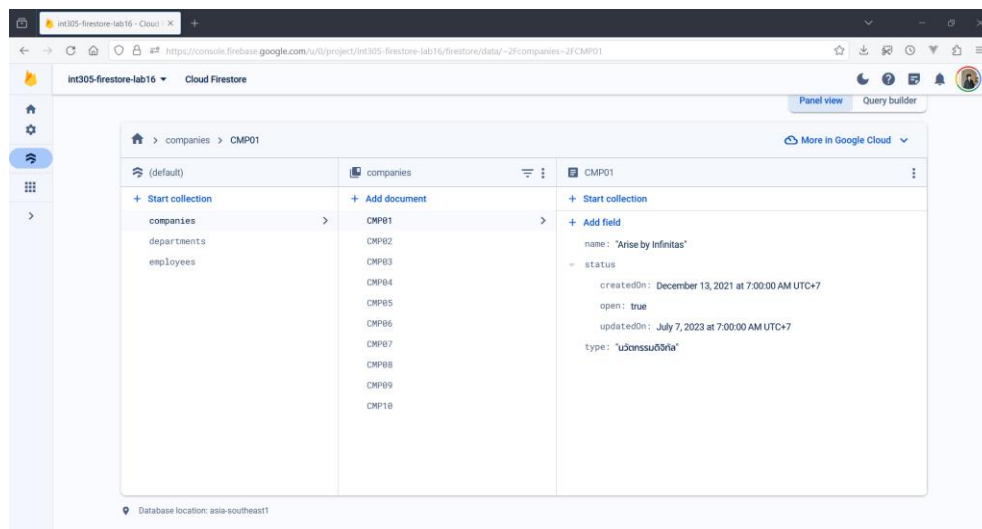 int305-firestore-lab16 - Cloud F
https://console.firebase.google.com/u/0/project/int305-firestore-lab16/firestore/data/~2Fcompanies~2FCMP01
int305-firestore-lab16
Cloud Firestore
Panel view
Query builder
companies > CMP01
More in Google Cloud
(default)
companies
CMP01
+ Start collection
+ Add document
+ Start collection
companies
departments
employees
CMP01
CMP02
CMP03
CMP04
CMP05
CMP06
CMP07
CMP08
CMP09
CMP10
+ Add field
name: "Arise by Infinitas"
status
createdOn: December 13, 2021 at 7:00:00 AM UTC+7
open: true
updatedOn: July 7, 2023 at 7:00:00 AM UTC+7
type: "นวัตกรรมดิจิทัล"
Database location: asia-southeast1